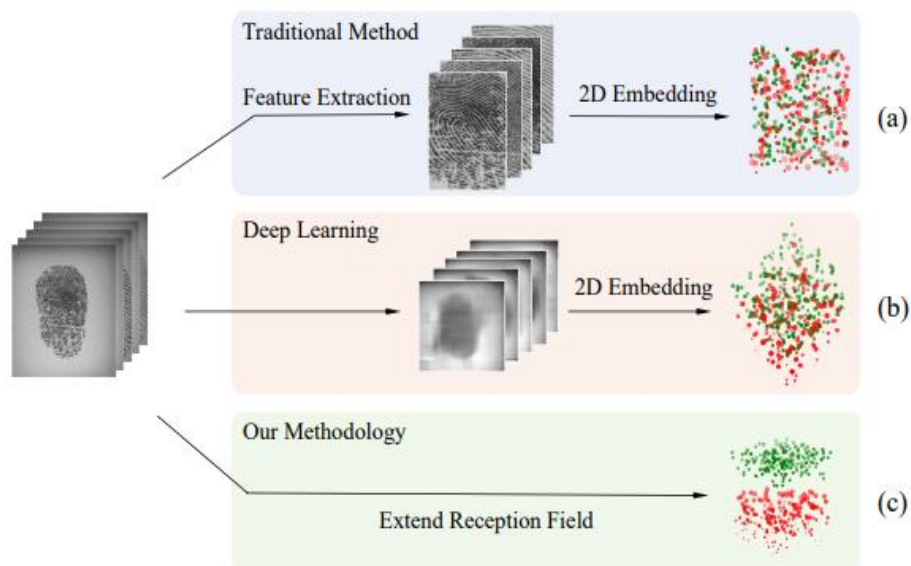 Traditional Method
Feature Extraction
2D Embedding
(a)
Deep Learning
2D Embedding
(b)
Our Methodology
Extend Reception Field
(c)